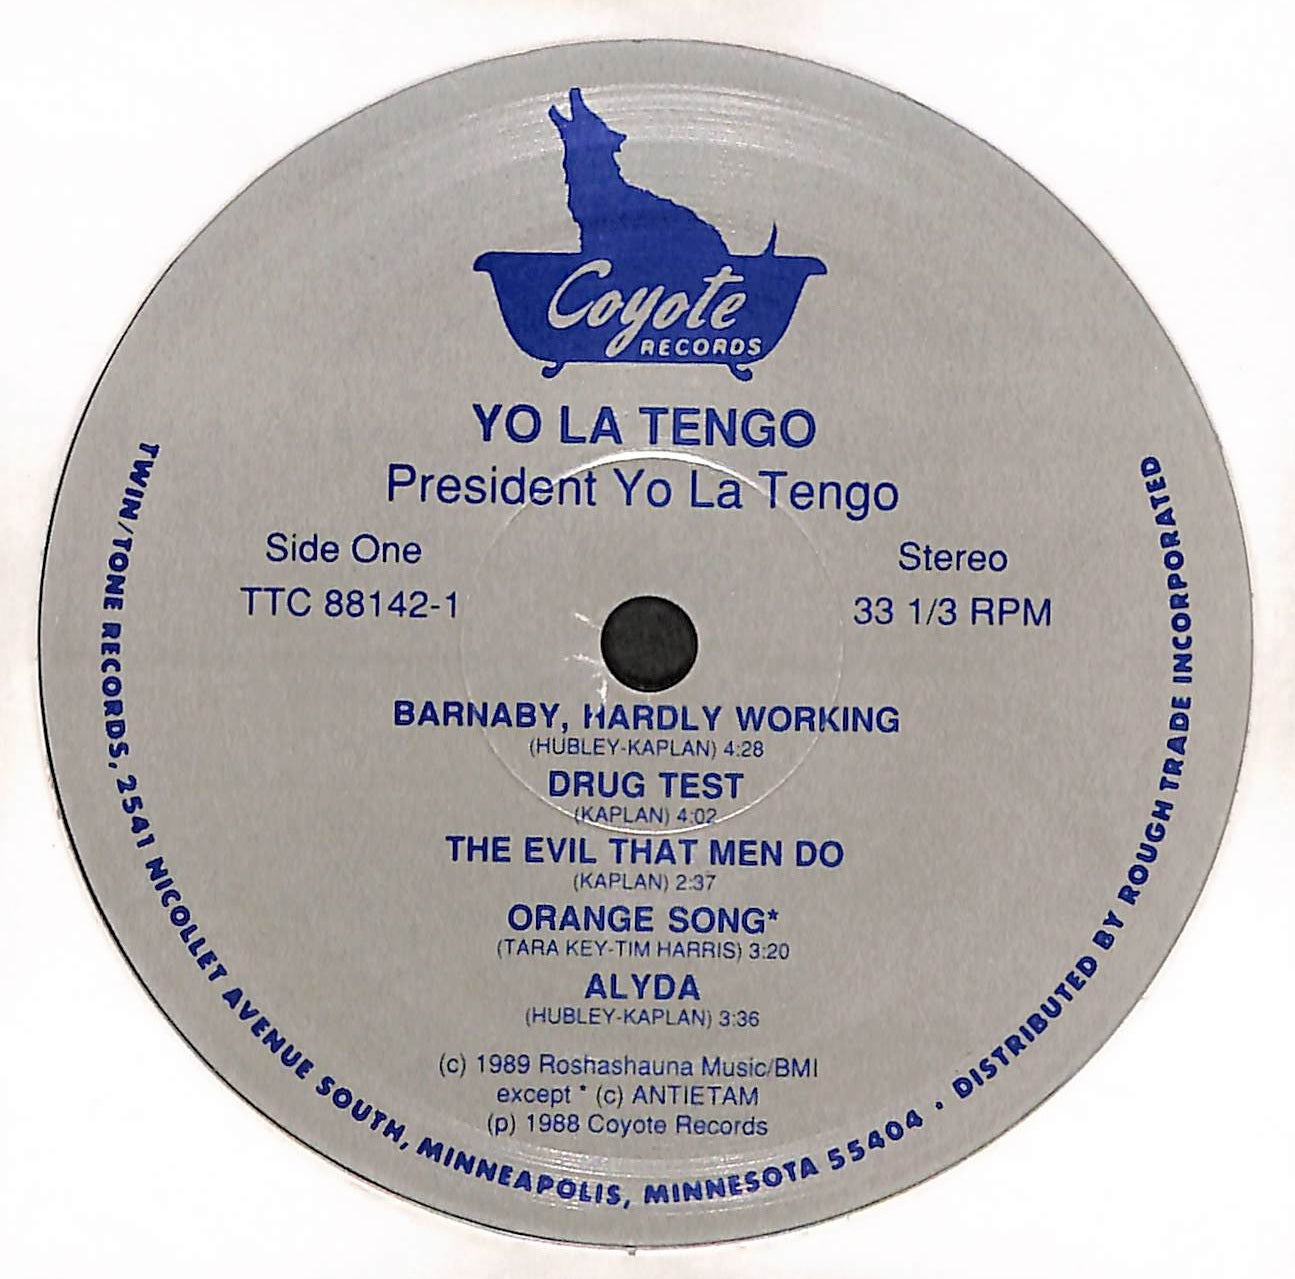 Coyote
RECORDS
YO LA TENGO
President Yo La Tengo
Side One
TTC 88142-1
Stereo
33 1/3 RPM
BARNABY, HARDLY WORKING
(HUBLEY-KAPLAN) 4:28
DRUG TEST
(KAPLAN) 4:02
THE EVIL THAT MEN DO
(KAPLAN) 2:37
ORANGE SONG*
(TARA KEY-TIM HARRIS) 3:20
ALYDA
(HUBLEY-KAPLAN) 3:36
(c) 1989 Roshashauna Music/BMI
except * (c) ANTIETAM
(p) 1988 Coyote Records
TWIN/TONE RECORDS, 2541 NICOLLET AVENUE SOUTH, MINNEAPOLIS, MINNESOTA 55404 · DISTRIBUTED BY ROUGH TRADE INCORPORATED